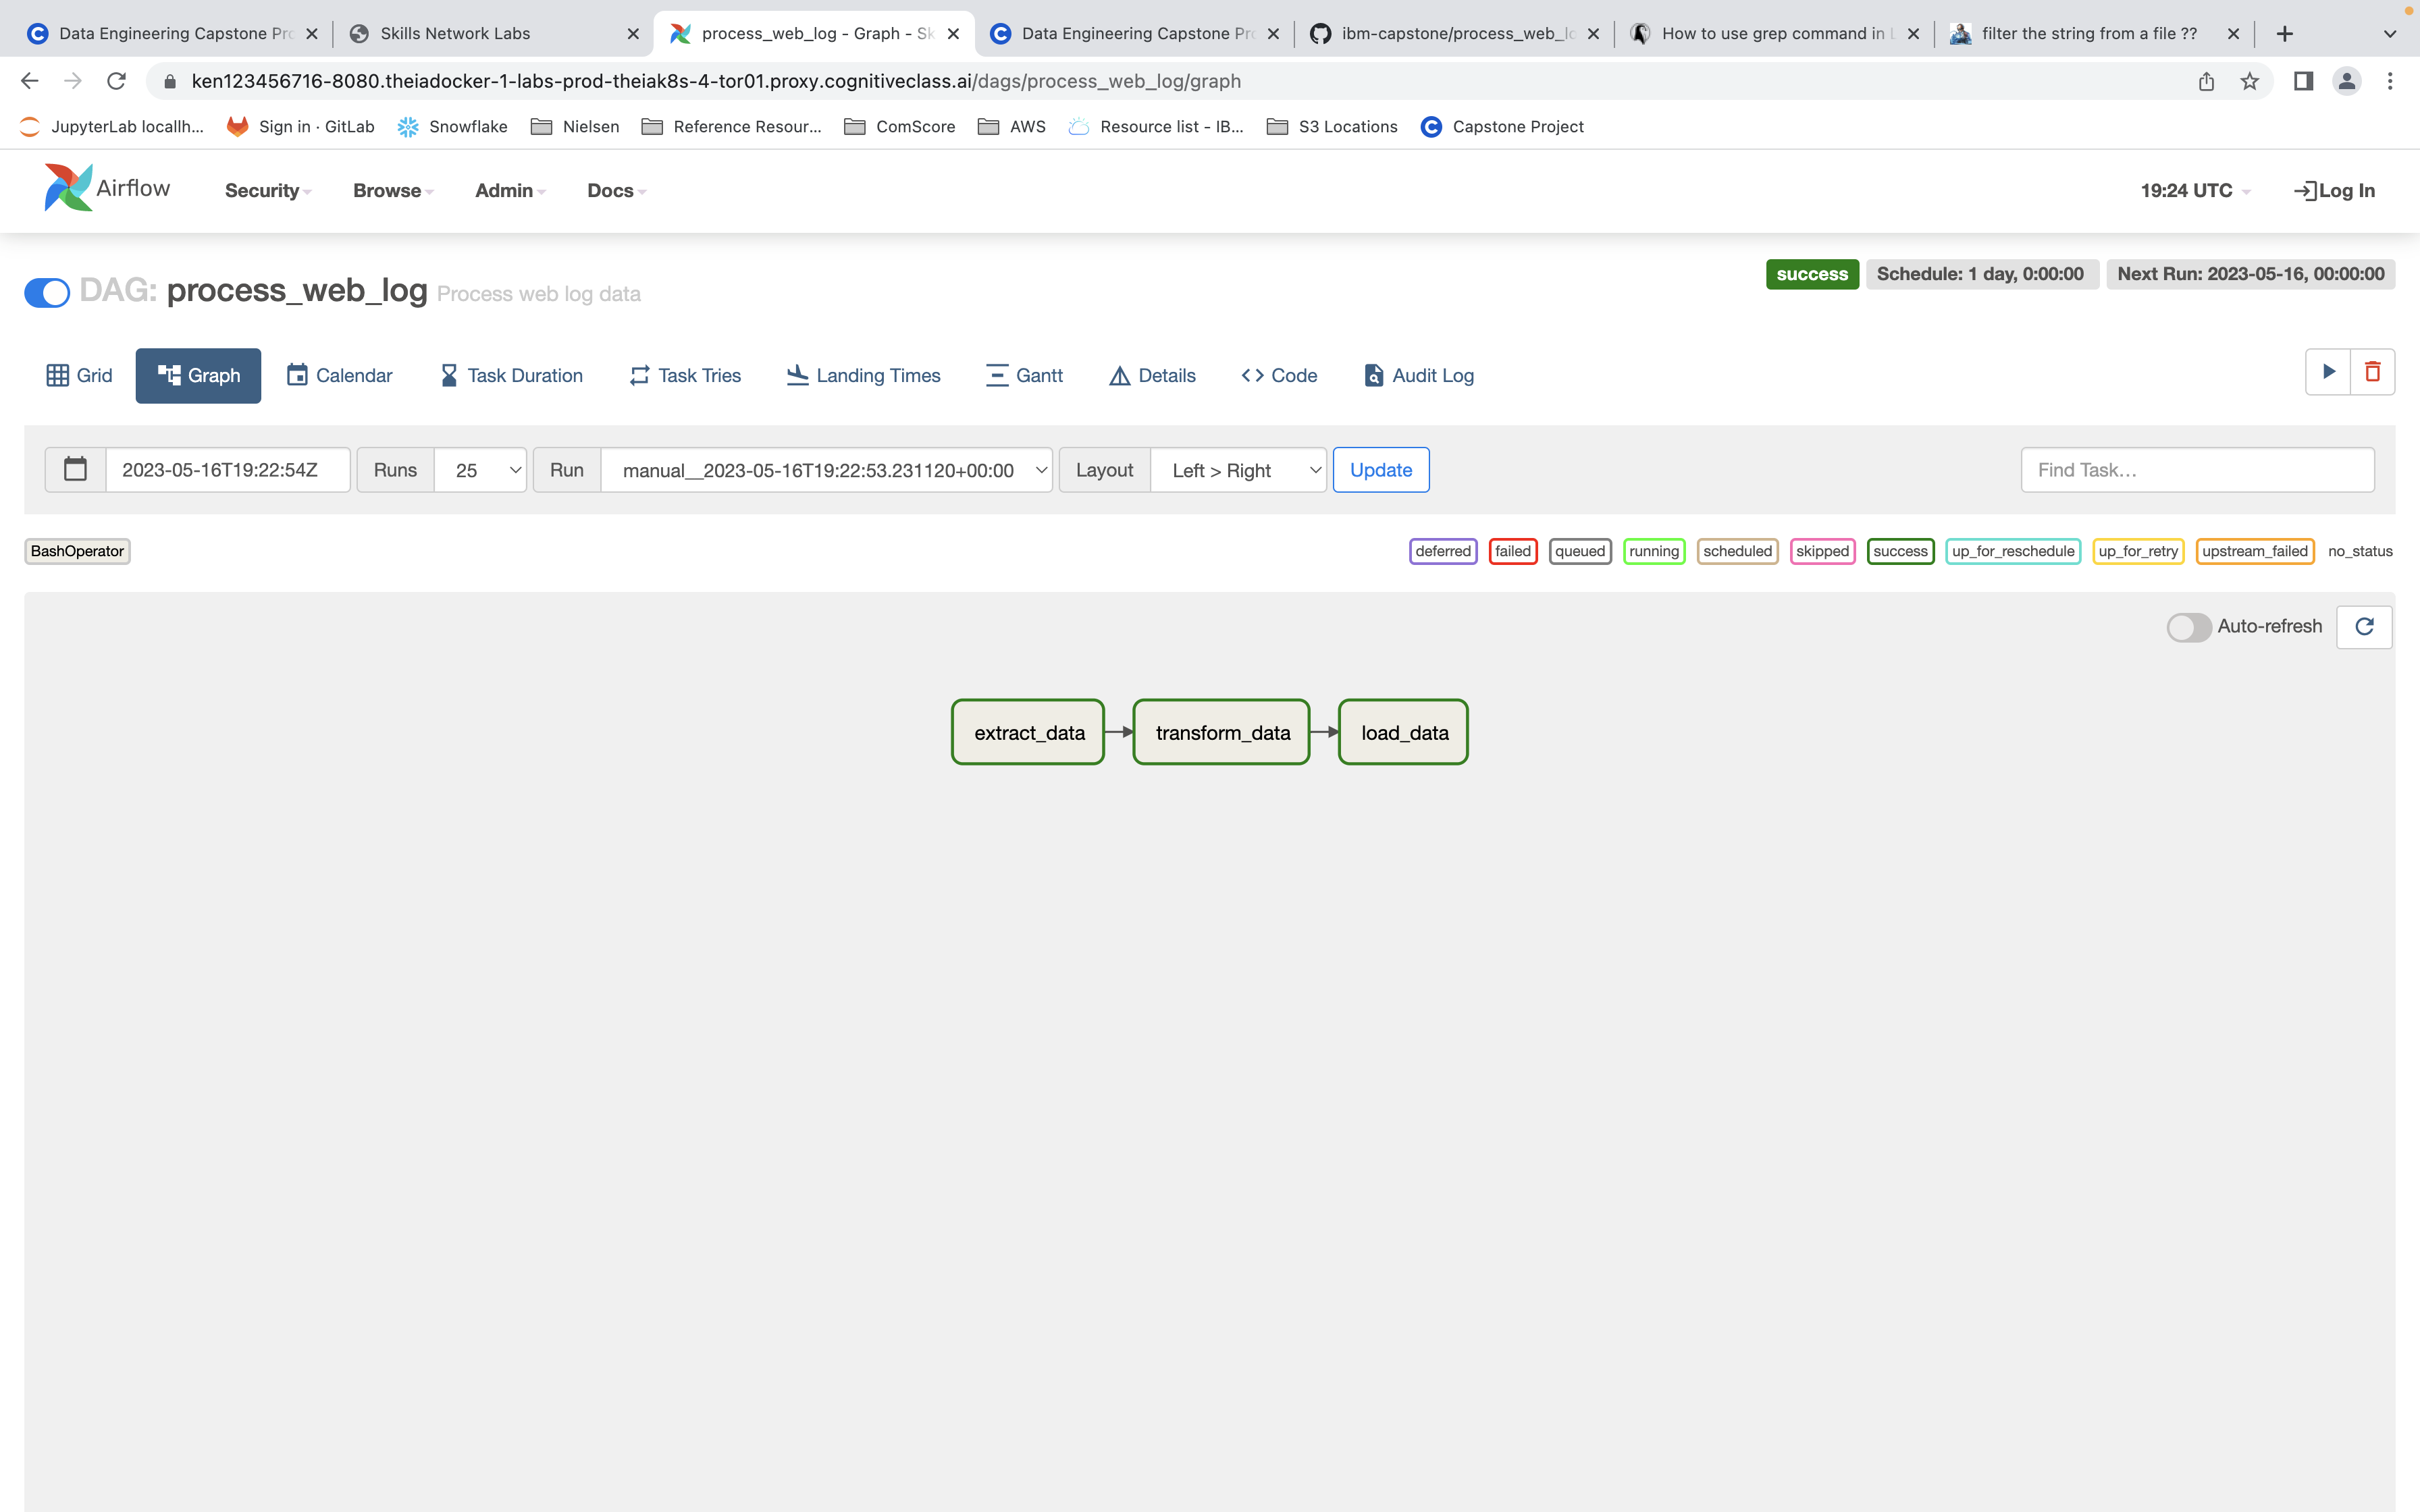 Data Engineering Capstone Pro
Skills Network Labs
process_web_log - Graph - Sk
Data Engineering Capstone Pro
ibm-capstone/process_web_lo
How to use grep command in L
filter the string from a file ??
ken123456716-8080.theiadocker-1-labs-prod-theiak8s-4-tor01.proxy.cognitiveclass.ai/dags/process_web_log/graph
JupyterLab locallh...
Sign in · GitLab
Snowflake
Nielsen
Reference Resour...
ComScore
AWS
Resource list - IB...
S3 Locations
Capstone Project
Airflow
Security
Browse
Admin
Docs
19:24 UTC
Log In
DAG: process_web_log Process web log data
success
Schedule: 1 day, 0:00:00
Next Run: 2023-05-16, 00:00:00
Grid
Graph
Calendar
Task Duration
Task Tries
Landing Times
Gantt
Details
Code
Audit Log
2023-05-16T19:22:54Z
Runs
25
Run
manual__2023-05-16T19:22:53.231120+00:00
Layout
Left > Right
Update
Find Task...
BashOperator
deferred
failed
queued
running
scheduled
skipped
success
up_for_reschedule
up_for_retry
upstream_failed
no_status
Auto-refresh
extract_data
transform_data
load_data